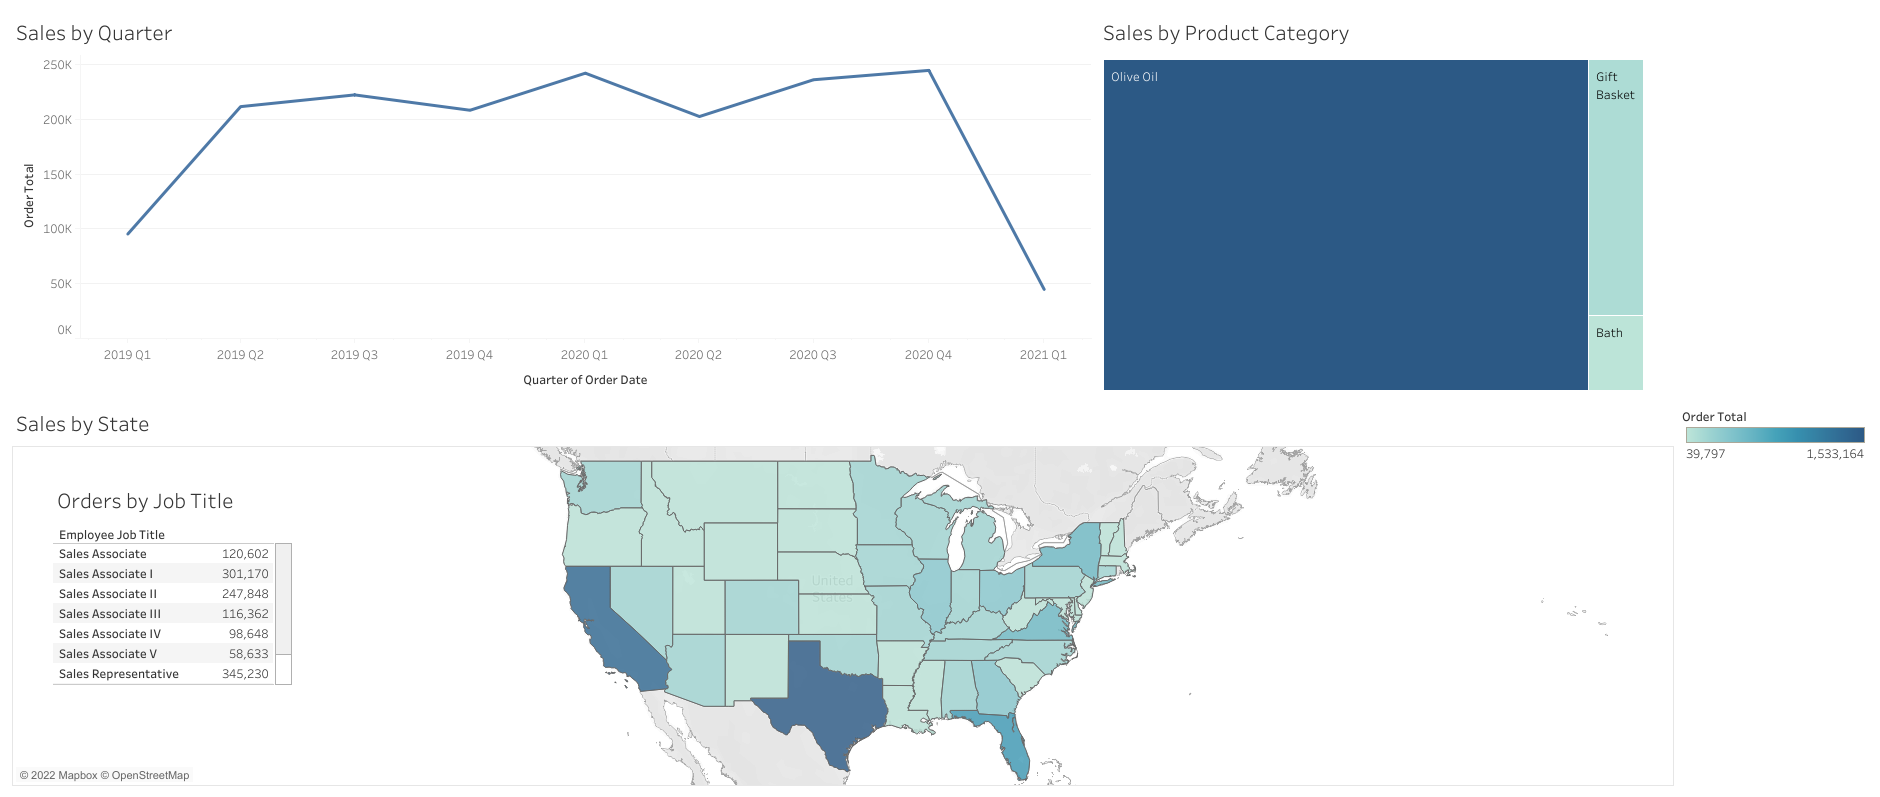 Sales by Quarter
250K
200K
150K
100K
50K
0K
Order Total
2019 Q1 2019 Q2 2019 Q3 2019 Q4 2020 Q1 2020 Q2 2020 Q3 2020 Q4 2021 Q1
Quarter of Order Date
Sales by Product Category
Olive Oil
Gift
Basket
Bath
Sales by State
Order Total
39,797 1,533,164
Orders by Job Title
Employee Job Title
Sales Associate 120,602
Sales Associate I 301,170
Sales Associate II 247,848
Sales Associate III 116,362
Sales Associate IV 98,648
Sales Associate V 58,633
Sales Representative 345,230
United
States
© 2022 Mapbox © OpenStreetMap